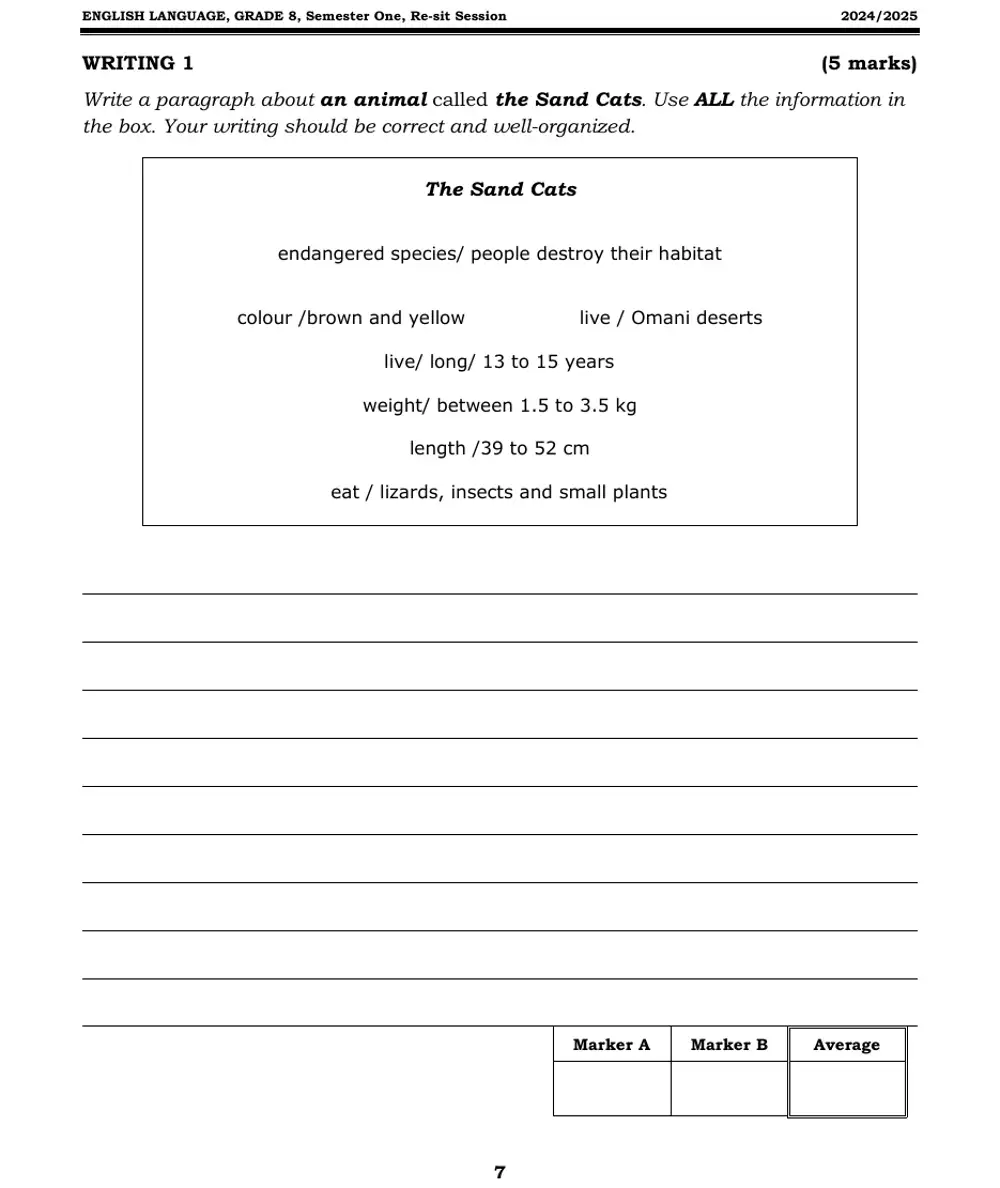 ENGLISH LANGUAGE, GRADE 8, Semester One, Re-sit Session 2024/2025
WRITING 1 (5 marks)
Write a paragraph about an animal called the Sand Cats. Use ALL the information in
the box. Your writing should be correct and well-organized.
The Sand Cats
endangered species/ people destroy their habitat
colour /brown and yellow live / Omani deserts
live/ long/ 13 to 15 years
weight/ between 1.5 to 3.5 kg
length /39 to 52 cm
eat / lizards, insects and small plants
Marker A Marker B Average
7